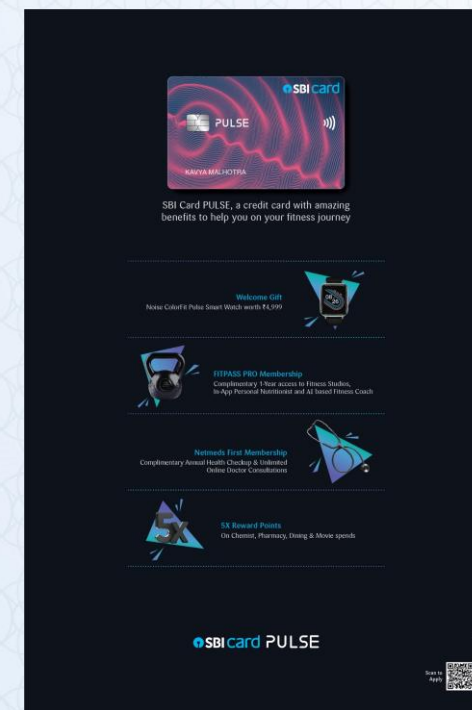 SBI card
PULSE
KAVYA MALHOTRA
SBI Card PULSE, a credit card with amazing
benefits to help you on your fitness journey
Welcome Gift
Noise ColorFit Pulse Smart Watch worth ₹4,999
08
26
FITPASS PRO Membership
Complimentary 1-Year access to Fitness Studios,
In-App Personal Nutritionist and AI based Fitness Coach
Netmeds First Membership
Complimentary Annual Health Checkup & Unlimited
Online Doctor Consultations
5X
5X Reward Points
On Chemist, Pharmacy, Dining & Movie spends
SBI card PULSE
Scan to
Apply